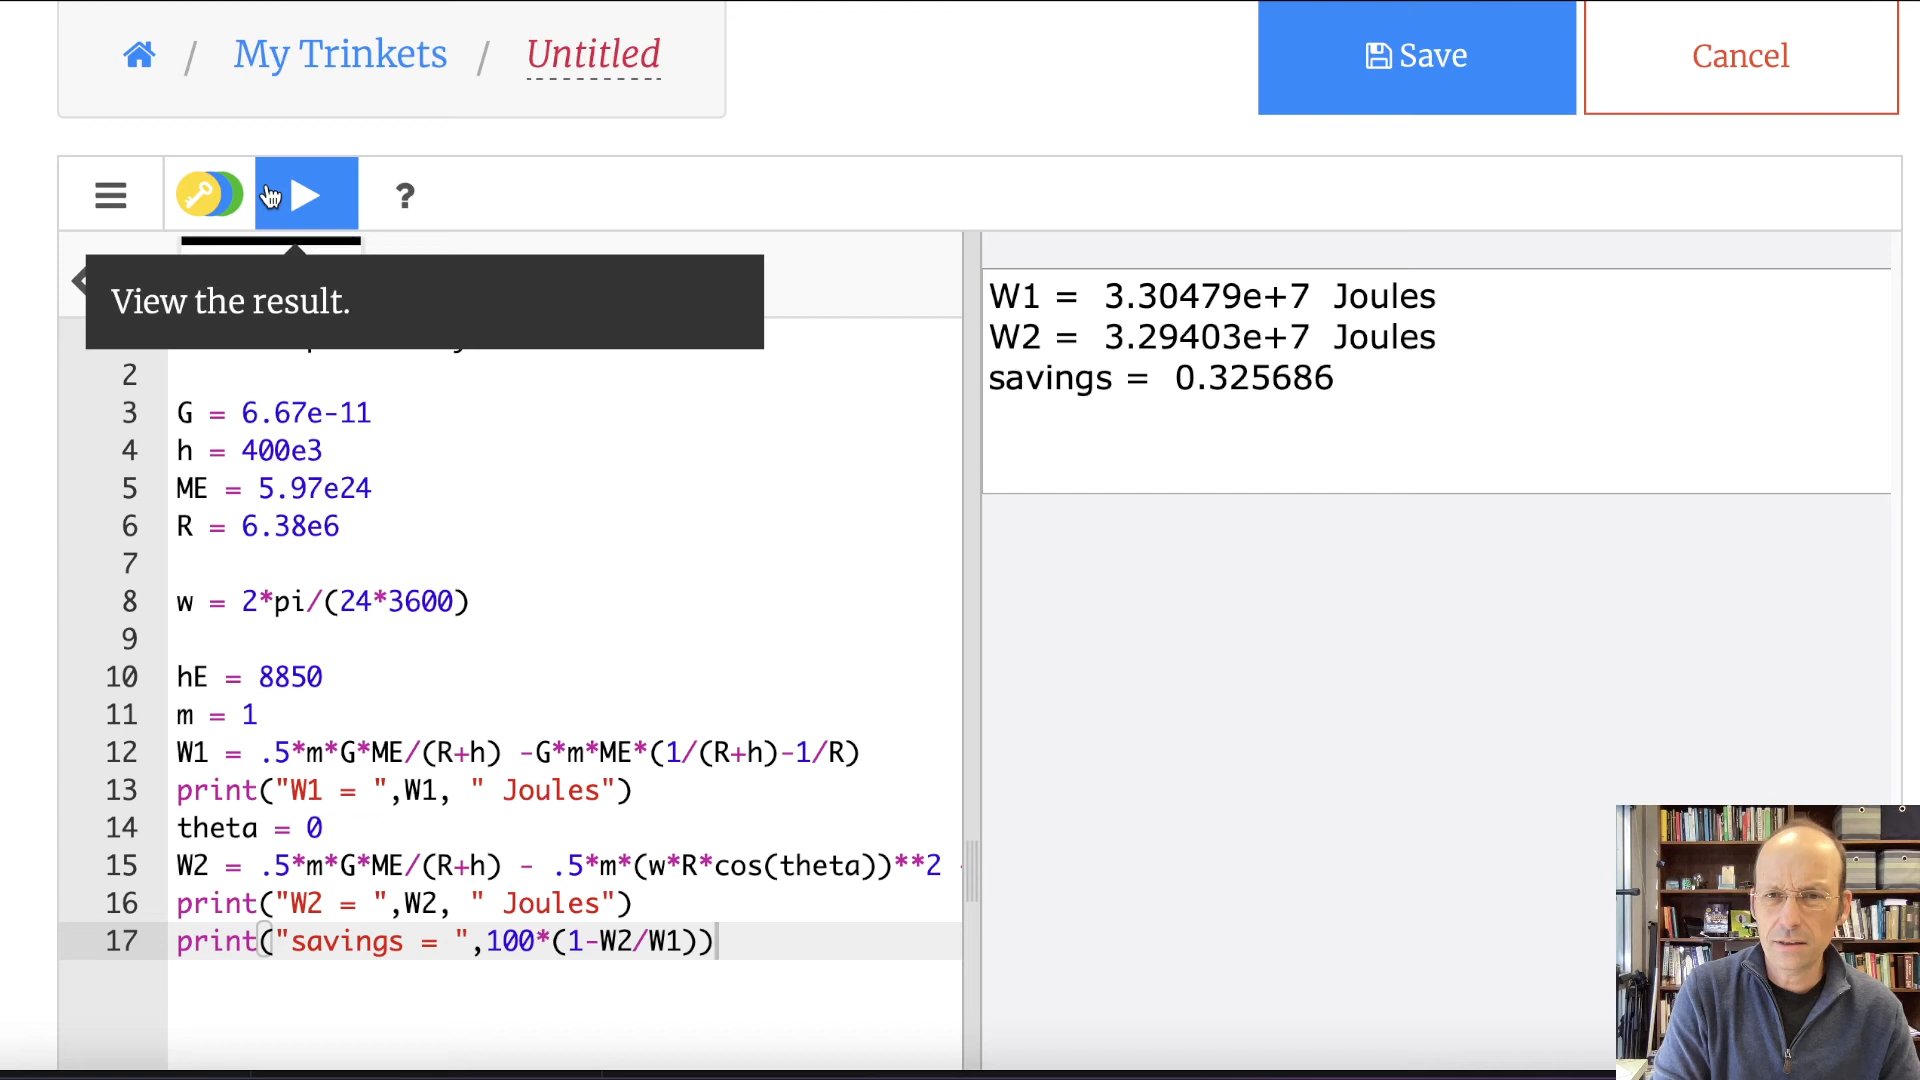 / My Trinkets / Untitled
Save
Cancel
?
View the result.
2
3 G = 6.67e-11
4 h = 400e3
5 ME = 5.97e24
6 R = 6.38e6
7
8 w = 2*pi/(24*3600)
9
10 hE = 8850
11 m = 1
12 W1 = .5*m*G*ME/(R+h) -G*m*ME*(1/(R+h)-1/R)
13 print("W1 = ",W1, " Joules")
14 theta = 0
15 W2 = .5*m*G*ME/(R+h) - .5*m*(w*R*cos(theta))**2
16 print("W2 = ",W2, " Joules")
17 print("savings = ",100*(1-W2/W1))
W1 = 3.30479e+7 Joules
W2 = 3.29403e+7 Joules
savings = 0.325686